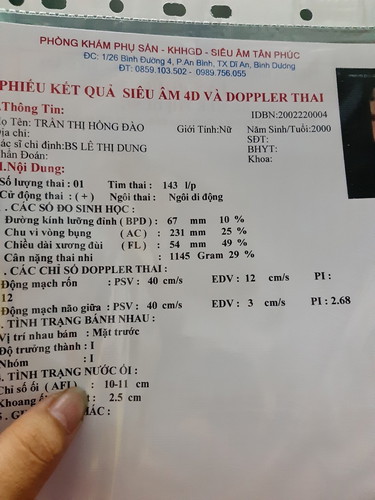 PHÒNG KHÁM PHỤ SẢN - KHHGD - SIÊU ÂM TÂN PHÚC
ĐC: 1/26 Bình Đường 4, P.An Bình, TX Dĩ An, Bình Dương
ĐT: 0859.103.502 - 0989.756.055
PHIẾU KẾT QUẢ SIÊU ÂM 4D VÀ DOPPLER THAI
.Thông Tin: IDBN:2002220004
ọ Tên: TRẦN THỊ HỒNG ĐÀO Giới Tính:Nữ Năm Sinh/Tuổi:2000
ịa chỉ: SĐT:
ác sĩ chỉ định:BS LÊ THỊ DUNG BHYT:
hẩn Đoán: Khoa:
.Nội Dung:
Số lượng thai : 01 Tim thai : 143 l/p
Cử động thai : ( + ) Ngôi thai : Ngôi di động
. CÁC SỐ ĐO SINH HỌC :
Đường kính lưỡng đỉnh ( BPD ) : 67 mm 10 %
Chu vi vòng bụng ( AC ) : 231 mm 25 %
Chiều dài xương đùi ( FL ) : 54 mm 49 %
Cân nặng thai nhi : 1145 Gram 29 %
. CÁC CHỈ SỐ DOPPLER THAI :
Động mạch rốn : PSV : 40 cm/s EDV : 12 cm/s PI :
12
Động mạch não giữa : PSV : 40 cm/s EDV : 3 cm/s PI : 2.68
. TÌNH TRẠNG BÁNH NHAU :
Vị trí nhau bám : Mặt trước
Độ trưởng thành : I
Nhóm : I
. TÌNH TRẠNG NƯỚC ỐI :
Chỉ số ối ( AFI ) : 10-11 cm
Khoang : 2.5 cm